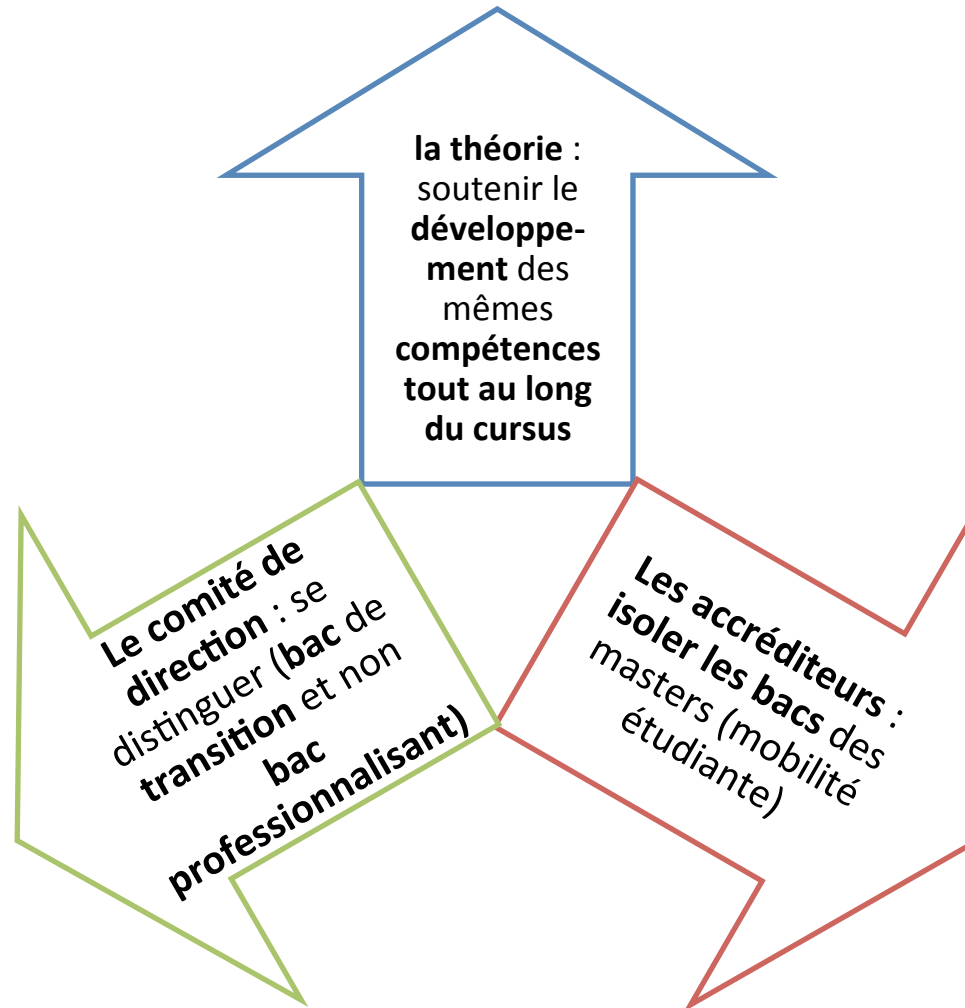 la théorie :
soutenir le
développe-
ment des
mêmes
compétences
tout au long
du cursus
Le comité de
direction : se
distinguer (bac de
transition et non
bac
professionnalisant)
Les accréditeurs :
isoler les bacs des
masters (mobilité
étudiante)